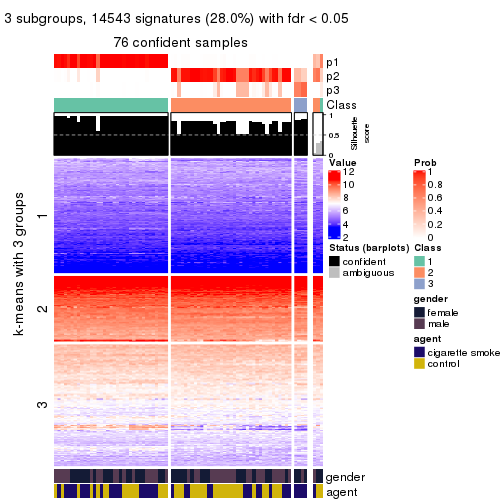 3 subgroups, 14543 signatures (28.0%) with fdr < 0.05
76 confident samples
p1
p2
p3
Class
1
0.5
0
Silhouette
score
k-means with 3 groups
1
2
3
Value
12
10
8
6
4
2
Prob
1
0.8
0.6
0.4
0.2
0
Status (barplots)
confident
ambiguous
Class
1
2
3
gender
female
male
agent
cigarette smoke
control
gender
agent